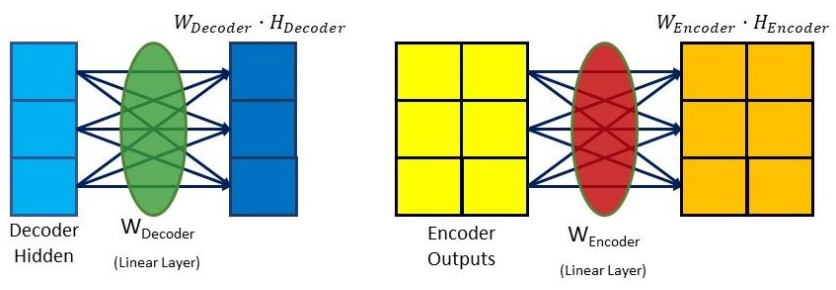 W_Decoder · H_Decoder
W_Encoder · H_Encoder
Decoder
Hidden
W_Decoder
(Linear Layer)
Encoder
Outputs
W_Encoder
(Linear Layer)